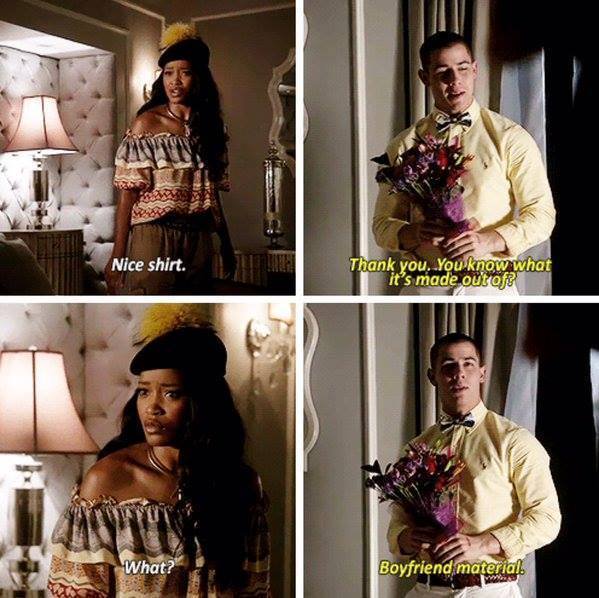 Nice shirt.
Thank you. You know what
it's made out of?
What?
Boyfriend material.